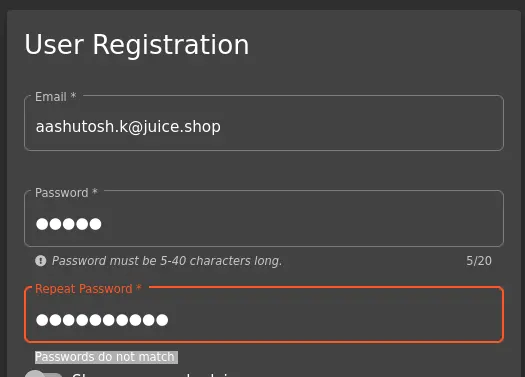 User Registration
Email *
aashutosh.k@juice.shop
Password *
●●●●●
Password must be 5-40 characters long. 5/20
Repeat Password *
●●●●●●●●●●
Passwords do not match